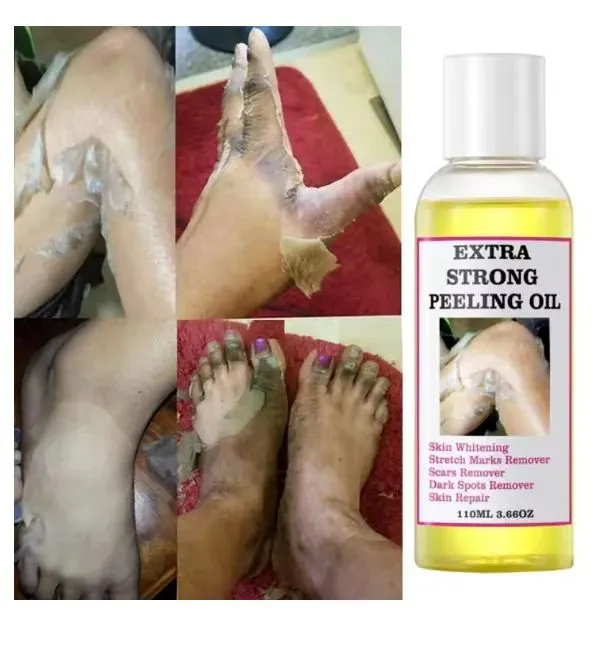 EXTRA
STRONG
PEELING OIL
Skin Whitening
Stretch Marks Remover
Scars Remover
Dark Spots Remover
Skin Repair
110ML 3.66OZ